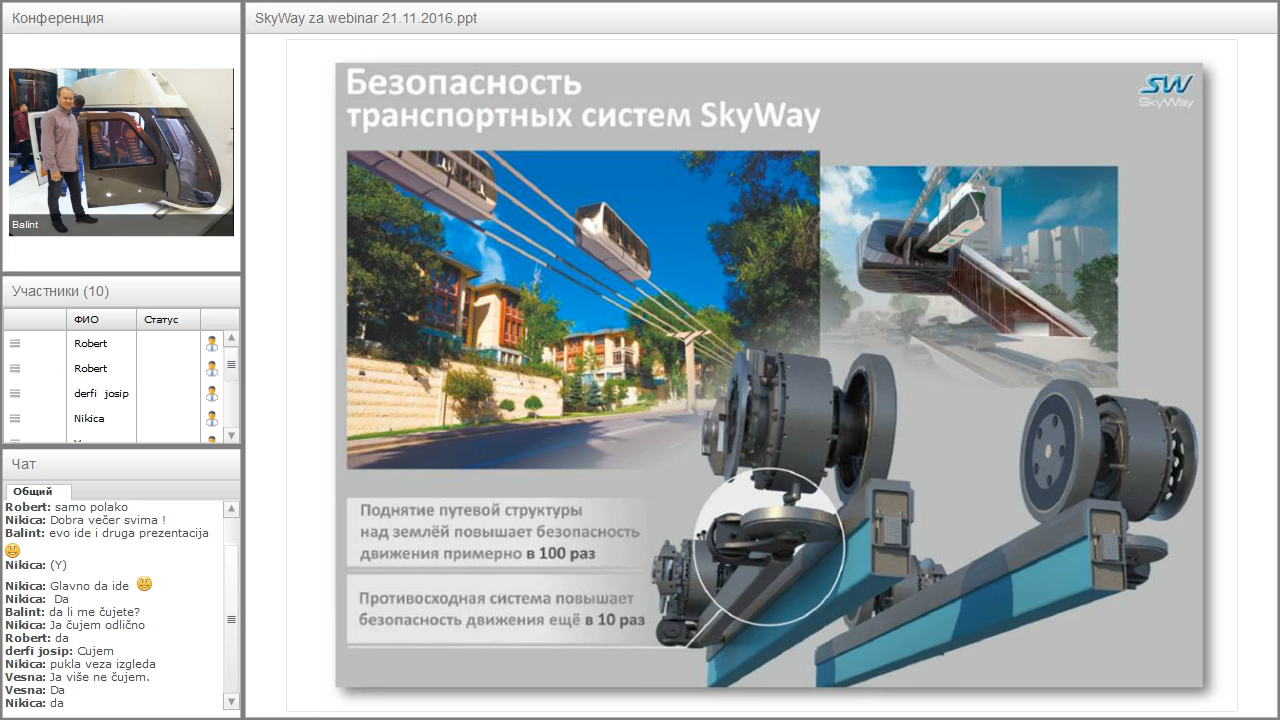 Конференция
Balint
Участники (10)
ФИО Статус
Robert
Robert
derfi josip
Nikica
Чат
Общий
Robert: samo polako
Nikica: Dobra večer svima !
Balint: evo ide i druga prezentacija
Nikica: (Y)
Nikica: Glavno da ide
Nikica: Da
Balint: da li me čujete?
Nikica: Ja čujem odlično
Robert: da
derfi josip: Cujem
Nikica: pukla veza izgleda
Vesna: Ja više ne čujem.
Vesna: Da
Nikica: da
SkyWay za webinar 21.11.2016.ppt
Безопасность
транспортных систем SkyWay
SW
SkyWay
Поднятие путевой структуры
над землёй повышает безопасность
движения примерно в 100 раз
Противосходная система повышает
безопасность движения ещё в 10 раз